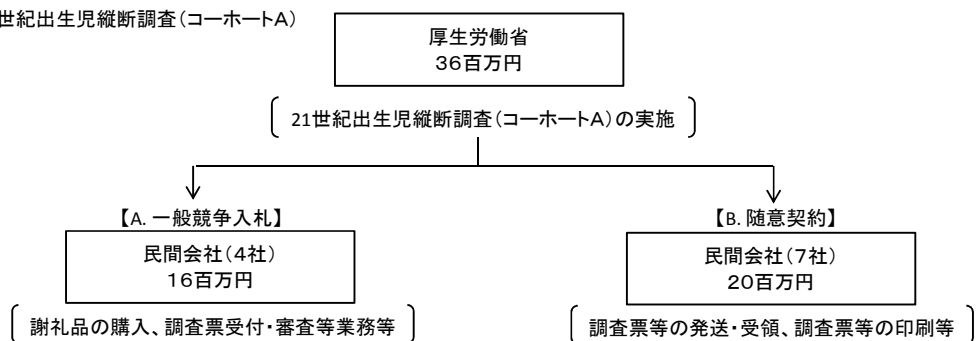 世紀出生児縦断調査(コーホートA)
厚生労働省
36百万円
21世紀出生児縦断調査(コーホートA)の実施
【A. 一般競争入札】
民間会社(4社)
16百万円
謝礼品の購入、調査票受付・審査等業務等
【B. 随意契約】
民間会社(7社)
20百万円
調査票等の発送・受領、調査票等の印刷等